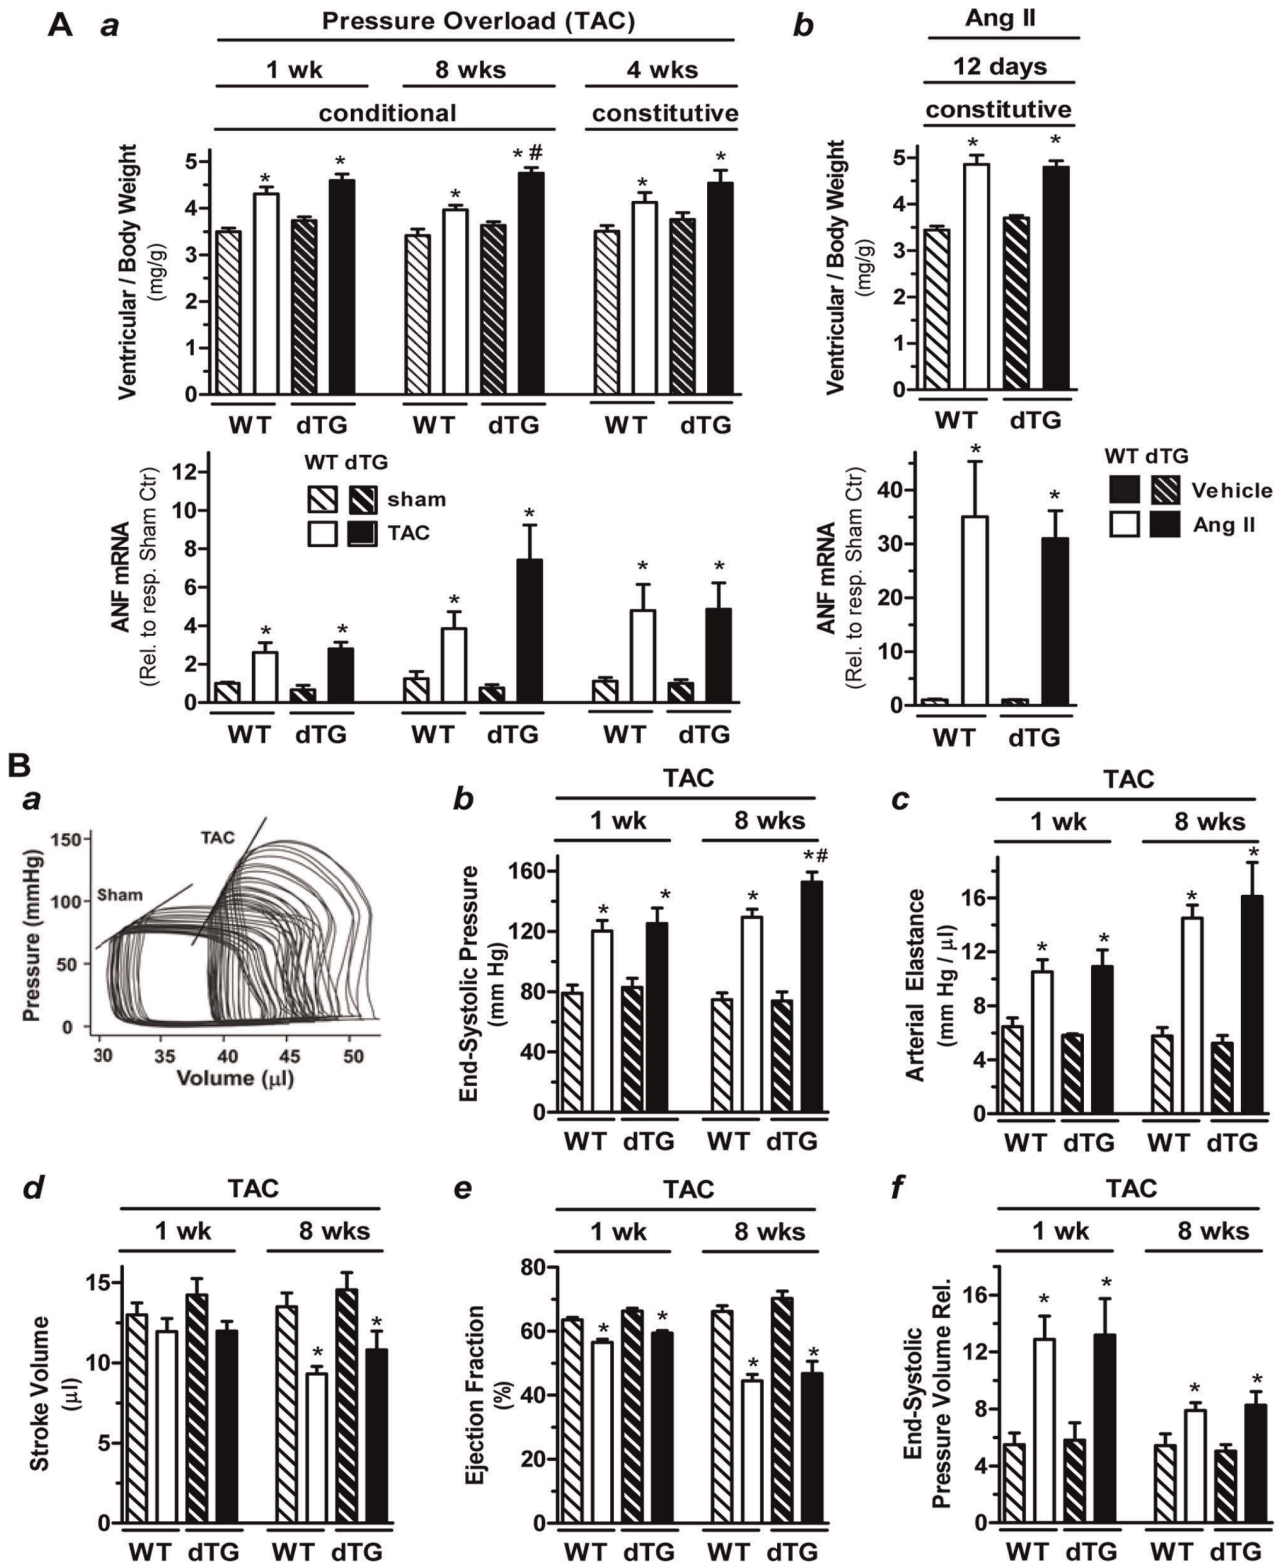 A a Pressure Overload (TAC) b Ang II
1 wk 8 wks 4 wks 12 days
conditional constitutive constitutive
Ventricular / Body Weight
(mg/g)
5
4
3
2
1
0
* * * * # * *
WT dTG WT dTG WT dTG
Ventricular / Body Weight
(mg/g)
5
4
3
2
1
0
* *
WT dTG
ANF mRNA
(Rel. to resp. Sham Ctr)
12
10
8
6
4
2
0
WT dTG
sham
TAC
* * * * * *
WT dTG WT dTG WT dTG
ANF mRNA
(Rel. to resp. Sham Ctr)
40
30
20
10
0
* *
WT dTG
WT dTG
Vehicle
Ang II
B
a
Pressure (mmHg)
150
100
50
0
TAC
Sham
30 35 40 45 50
Volume (µl)
b TAC
1 wk 8 wks
End-Systolic Pressure
(mm Hg)
160
120
80
40
0
* * * *#
WT dTG WT dTG
c TAC
1 wk 8 wks
Arterial Elastance
(mm Hg / µl)
16
12
8
4
0
* * * *
WT dTG WT dTG
d TAC
1 wk 8 wks
Stroke Volume
(µl)
15
10
5
0
* *
WT dTG WT dTG
e TAC
1 wk 8 wks
Ejection Fraction
(%)
80
60
40
20
0
* * * *
WT dTG WT dTG
f TAC
1 wk 8 wks
End-Systolic
Pressure Volume Rel.
16
12
8
4
0
* * * *
WT dTG WT dTG